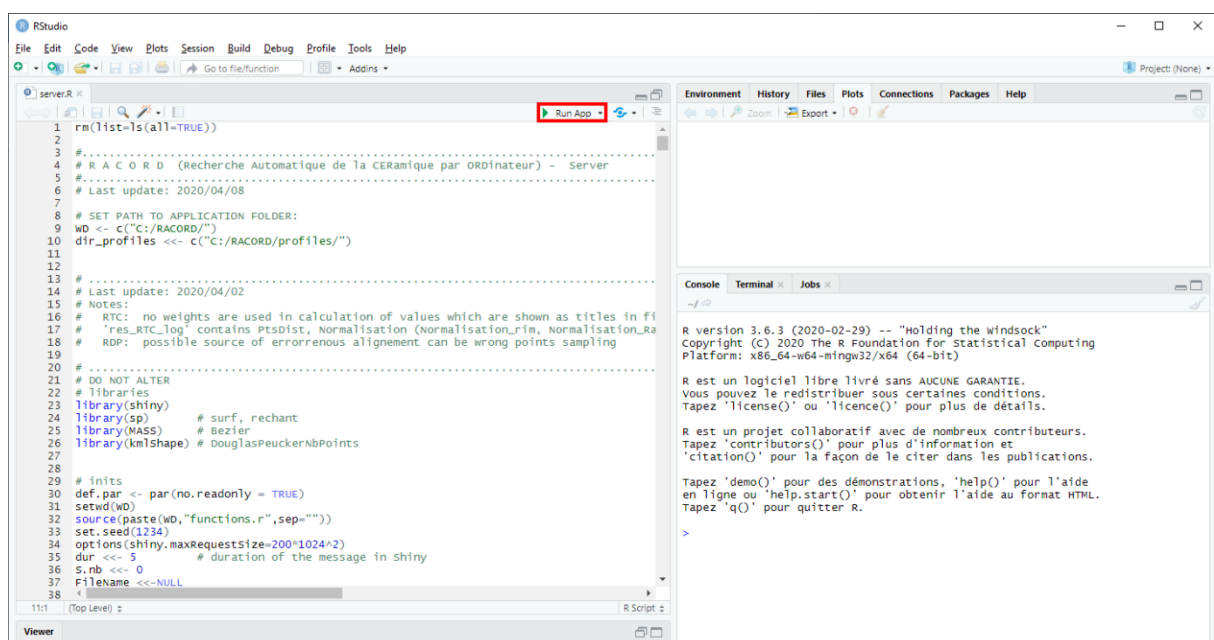 RStudio
File Edit Code View Plots Session Build Debug Profile Tools Help
Go to file/function Addins Project: (None)
server.R
Run App
1 rm(list=ls(all=TRUE))
2
3 #................................................................................
4 # R A C O R D (Recherche Automatique de la CERamique par ORDinateur) - Server
5 #................................................................................
6 # Last update: 2020/04/08
7
8 # SET PATH TO APPLICATION FOLDER:
9 WD <- c("C:/RACORD/")
10 dir_profiles <<- c("C:/RACORD/profiles/")
11
12
13 # ...............................................................................
14 # Last update: 2020/04/02
15 # Notes:
16 # RTC: no weights are used in calculation of values which are shown as titles in fi
17 # 'res_RTC_log' contains PtsDist, Normalisation (Normalisation_rim, Normalisation_Ra
18 # RDP: possible source of errorrenous alignement can be wrong points sampling
19
20 # ...............................................................................
21 # DO NOT ALTER
22 # libraries
23 library(shiny)
24 library(sp) # surf, rechant
25 library(MASS) # Bezier
26 library(kmlShape) # DouglasPeuckerNbPoints
27
28
29 # inits
30 def.par <- par(no.readonly = TRUE)
31 setwd(WD)
32 source(paste(WD,"functions.r",sep=""))
33 set.seed(1234)
34 options(shiny.maxRequestSize=200*1024^2)
35 dur <<- 5 # duration of the message in Shiny
36 S.nb <<- 0
37 FileName <<-NULL
38
11:1 (Top Level) R Script
Viewer
Environment History Files Plots Connections Packages Help
Zoom Export
Console Terminal Jobs
~/
R version 3.6.3 (2020-02-29) -- "Holding the Windsock"
Copyright (C) 2020 The R Foundation for Statistical Computing
Platform: x86_64-w64-mingw32/x64 (64-bit)
R est un logiciel libre livré sans AUCUNE GARANTIE.
Vous pouvez le redistribuer sous certaines conditions.
Tapez 'license()' ou 'licence()' pour plus de détails.
R est un projet collaboratif avec de nombreux contributeurs.
Tapez 'contributors()' pour plus d'information et
'citation()' pour la façon de le citer dans les publications.
Tapez 'demo()' pour des démonstrations, 'help()' pour l'aide
en ligne ou 'help.start()' pour obtenir l'aide au format HTML.
Tapez 'q()' pour quitter R.
>